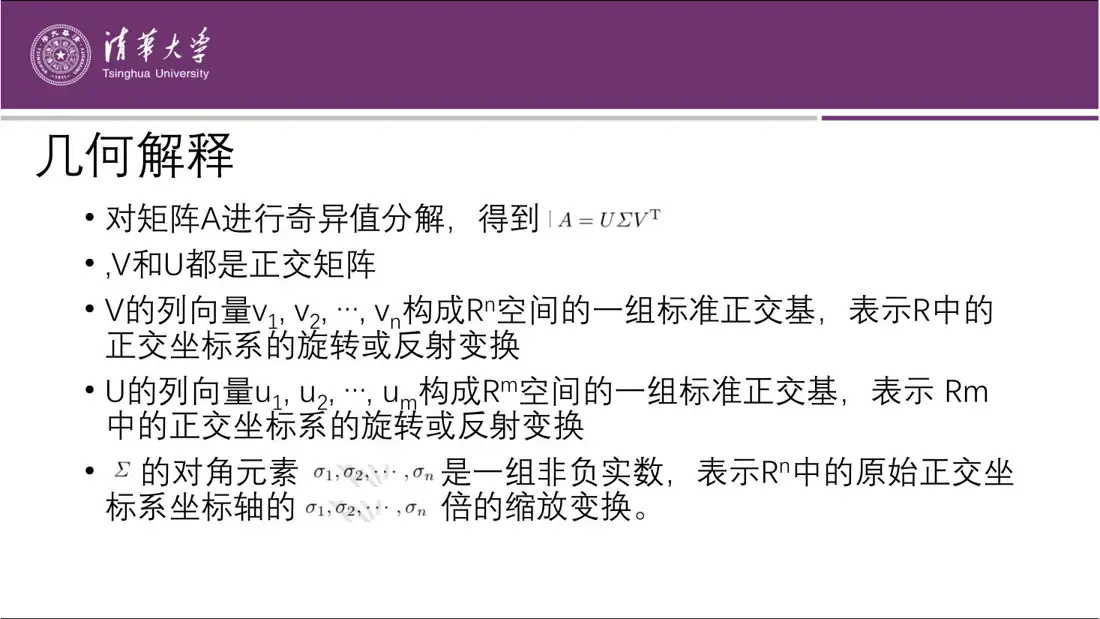 清华大学
Tsinghua University
几何解释
• 对矩阵A进行奇异值分解，得到 | A = UΣVᵀ
• ,V和U都是正交矩阵
• V的列向量v₁, v₂, ···, vₙ构成Rⁿ空间的一组标准正交基，表示R中的
正交坐标系的旋转或反射变换
• U的列向量u₁, u₂, ···, uₘ构成Rᵐ空间的一组标准正交基，表示 Rm
中的正交坐标系的旋转或反射变换
• Σ 的对角元素 σ₁,σ₂,··· ,σₙ 是一组非负实数，表示Rⁿ中的原始正交坐
标系坐标轴的 σ₁,σ₂,··· ,σₙ 倍的缩放变换。